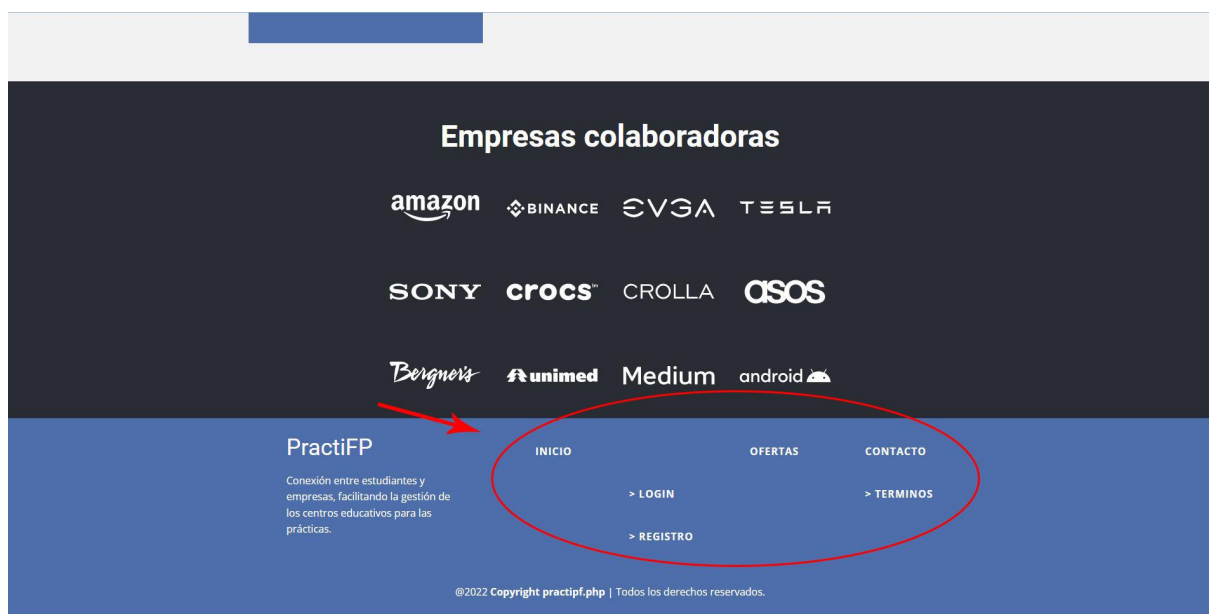 Empresas colaboradoras
amazon BINANCE EVGA TESLA
SONY crocs™ CROLLA asos
Bergner's unimed Medium android
PractiFP
Conexión entre estudiantes y
empresas, facilitando la gestión de
los centros educativos para las
prácticas.
INICIO OFERTAS CONTACTO
> LOGIN > TERMINOS
> REGISTRO
@2022 Copyright practipf.php | Todos los derechos reservados.